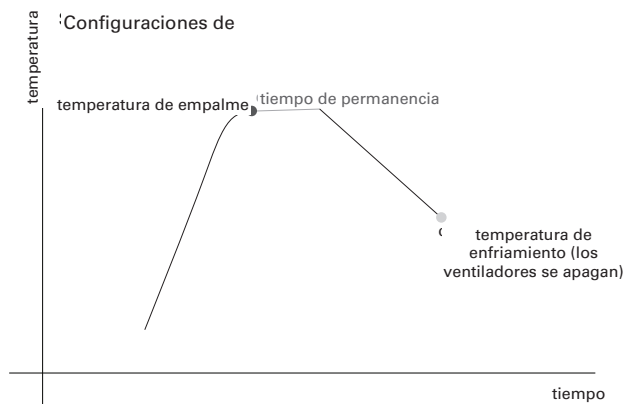 Configuraciones de
temperatura
temperatura de empalme
tiempo de permanencia
temperatura de
enfriamiento (los
ventiladores se apagan)
tiempo